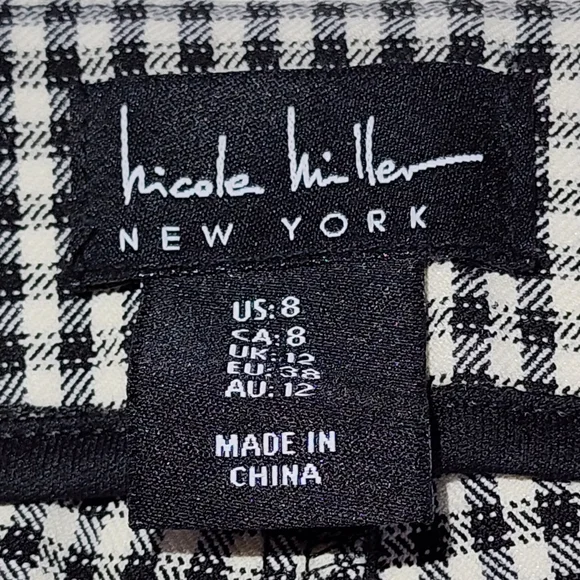 nicole miller
NEW YORK
US: 8
CA: 8
UK: 12
EU: 38
AU: 12
MADE IN
CHINA